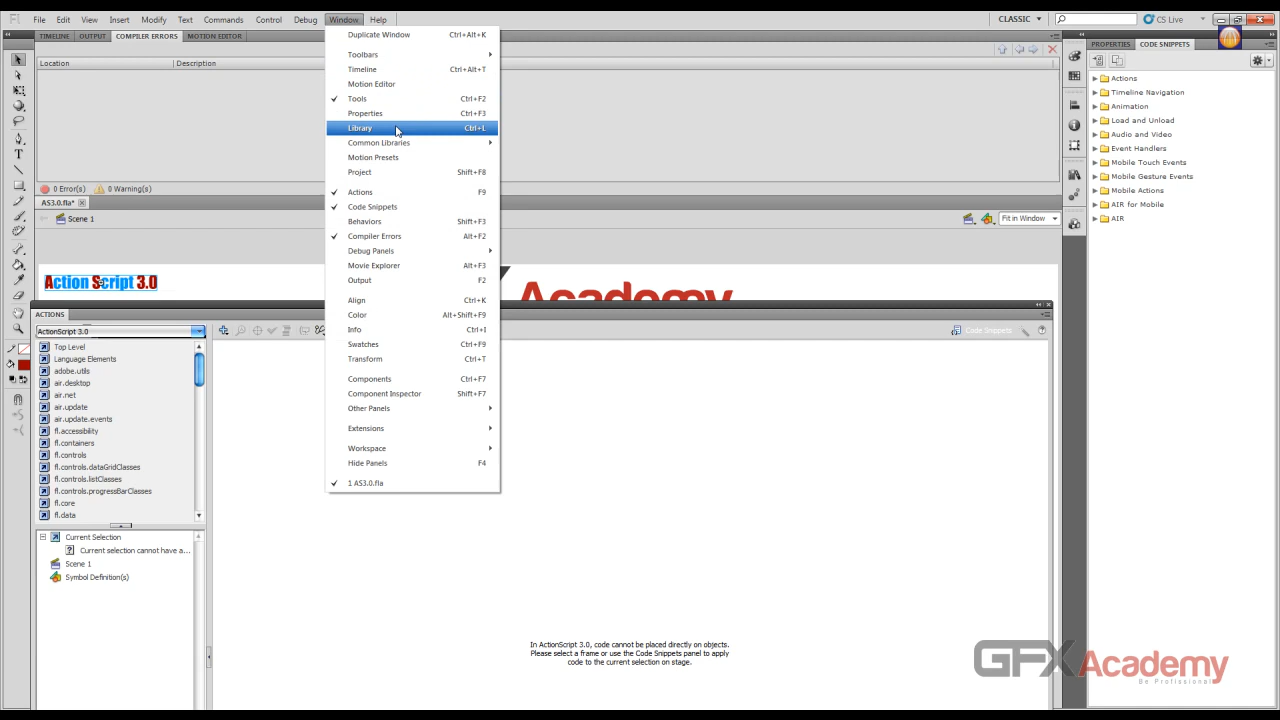 Fl File Edit View Insert Modify Text Commands Control Debug Window Help CLASSIC CS Live
TIMELINE OUTPUT COMPILER ERRORS MOTION EDITOR
Location Description
0 Error(s) 0 Warning(s)
AS3.0.fla*
Scene 1 Fit in Window
Action Script 3.0
Academy
Duplicate Window Ctrl+Alt+K
Toolbars
Timeline Ctrl+Alt+T
Motion Editor
Tools Ctrl+F2
Properties Ctrl+F3
Library Ctrl+L
Common Libraries
Motion Presets
Project Shift+F8
Actions F9
Code Snippets
Behaviors Shift+F3
Compiler Errors Alt+F2
Debug Panels
Movie Explorer Alt+F3
Output F2
Align Ctrl+K
Color Alt+Shift+F9
Info Ctrl+I
Swatches Ctrl+F9
Transform Ctrl+T
Components Ctrl+F7
Component Inspector Shift+F7
Other Panels
Extensions
Workspace
Hide Panels F4
1 AS3.0.fla
PROPERTIES CODE SNIPPETS
Actions
Timeline Navigation
Animation
Load and Unload
Audio and Video
Event Handlers
Mobile Touch Events
Mobile Gesture Events
Mobile Actions
AIR for Mobile
AIR
ACTIONS
ActionScript 3.0
Code Snippets
Top Level
Language Elements
adobe.utils
air.desktop
air.net
air.update
air.update.events
fl.accessibility
fl.containers
fl.controls
fl.controls.dataGridClasses
fl.controls.listClasses
fl.controls.progressBarClasses
fl.core
fl.data
Current Selection
Current selection cannot have a...
Scene 1
Symbol Definition(s)
In ActionScript 3.0, code cannot be placed directly on objects.
Please select a frame or use the Code Snippets panel to apply
code to the current selection on stage.
GFX Academy
Be Profissional